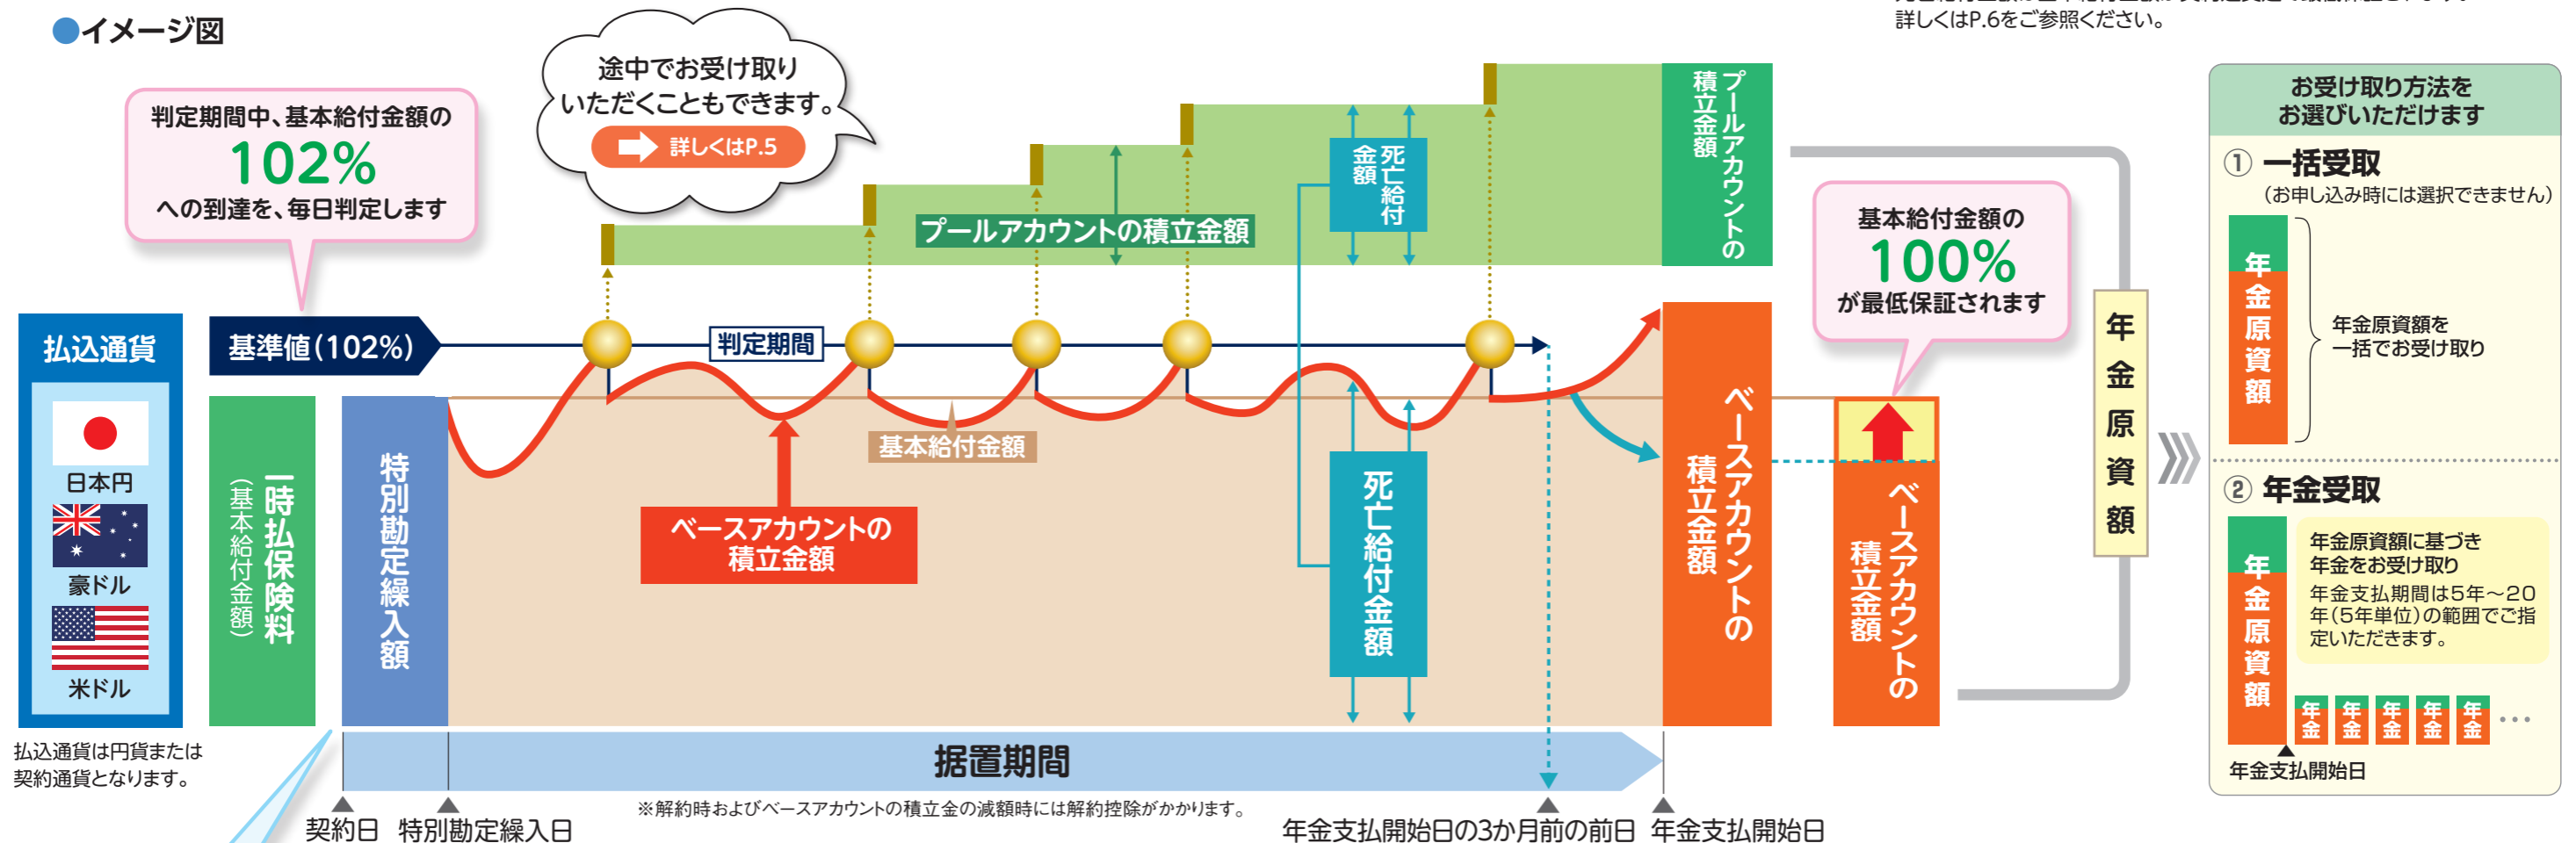 詳しくはP.6をご参照ください。
●イメージ図
判定期間中、基本給付金額の
102%
への到達を、毎日判定します
途中でお受け取り
いただくこともできます。
詳しくはP.5
プールアカウントの積立金額
死亡給付
金額
プールアカウントの
積立金額
基本給付金額の
100%
が最低保証されます
払込通貨
日本円
豪ドル
米ドル
払込通貨は円貨または
契約通貨となります。
基準値(102%)
判定期間
一時払保険料
(基本給付金額)
特別勘定繰入額
基本給付金額
ベースアカウントの
積立金額
死亡給付金額
ベースアカウントの
積立金額
ベースアカウントの
積立金額
年金原資額
据置期間
※解約時およびベースアカウントの積立金の減額時には解約控除がかかります。
契約日
特別勘定繰入日
年金支払開始日の3か月前の前日
年金支払開始日
お受け取り方法を
お選びいただけます
① 一括受取
(お申し込み時には選択できません)
年金原資額
年金原資額を
一括でお受け取り
② 年金受取
年金原資額
年金原資額に基づき
年金をお受け取り
年金支払期間は5年〜20
年(5年単位)の範囲でご指
定いただきます。
年金
年金
年金
年金
年金
…
年金支払開始日